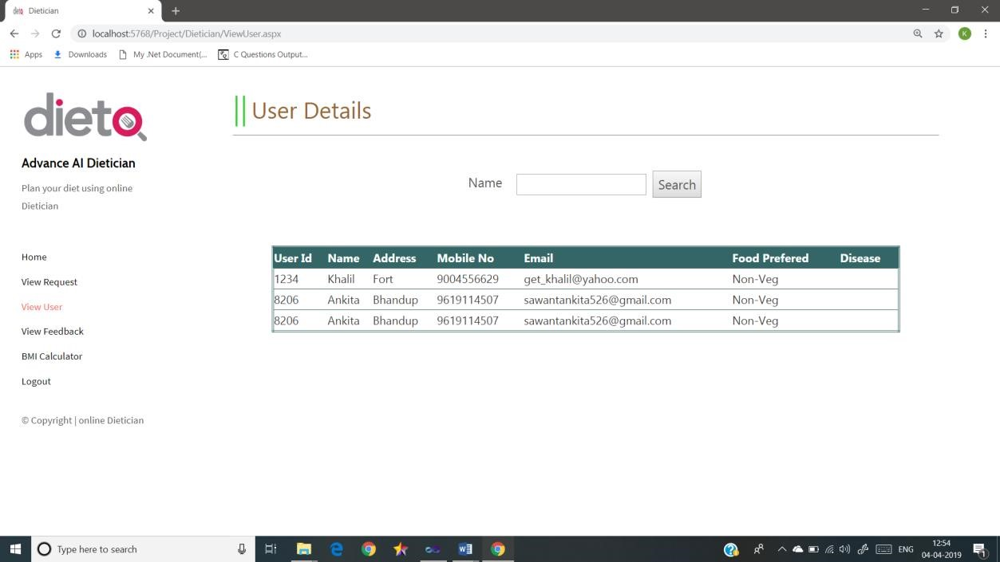 Dietician
localhost:5768/Project/Dietician/ViewUser.aspx
K
Apps Downloads My .Net Document(... C Questions Output...
dieto
User Details
Advance AI Dietician
Plan your diet using online
Dietician
Name Search
Home
View Request
View User
View Feedback
BMI Calculator
Logout
© Copyright | online Dietician
User Id Name Address Mobile No Email Food Prefered Disease
1234 Khalil Fort 9004556629 get_khalil@yahoo.com Non-Veg
8206 Ankita Bhandup 9619114507 sawantankita526@gmail.com Non-Veg
8206 Ankita Bhandup 9619114507 sawantankita526@gmail.com Non-Veg
Type here to search
ENG
12:54
04-04-2019
1